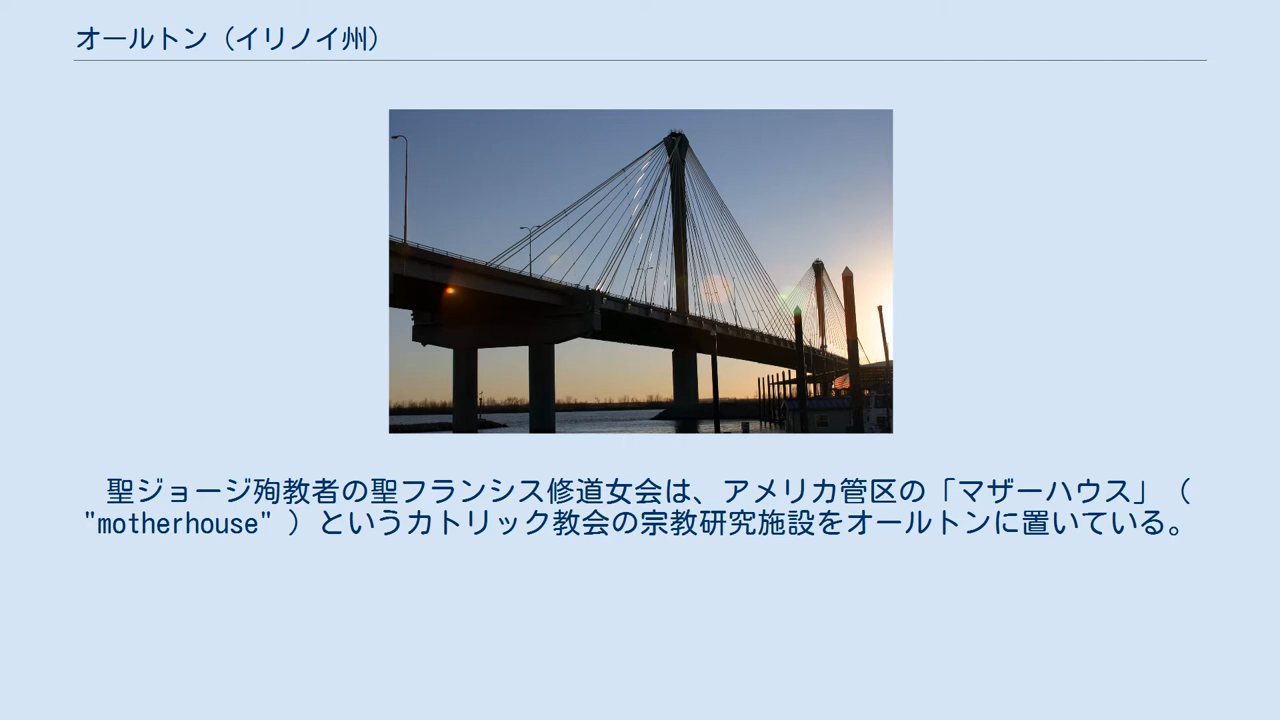 オールトン（イリノイ州）
聖ジョージ殉教者の聖フランシス修道女会は、アメリカ管区の「マザーハウス」（
"motherhouse" ）というカトリック教会の宗教研究施設をオールトンに置いている。